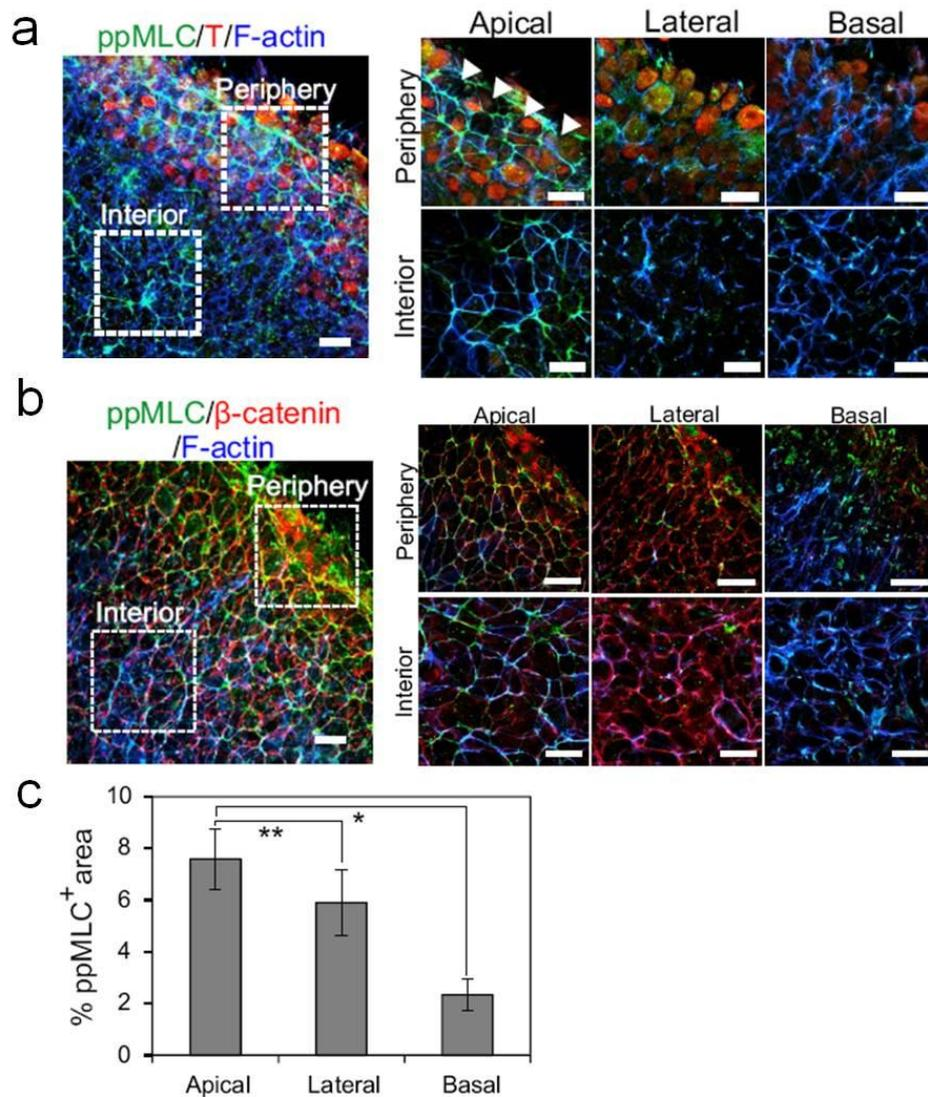 a
ppMLC/T/F-actin
Periphery
Interior
Apical
Lateral
Basal
Periphery
Interior
b
ppMLC/β-catenin
/F-actin
Periphery
Interior
Apical
Lateral
Basal
Periphery
Interior
c
% ppMLC+ area
10
8
6
4
2
0
**
*
Apical
Lateral
Basal